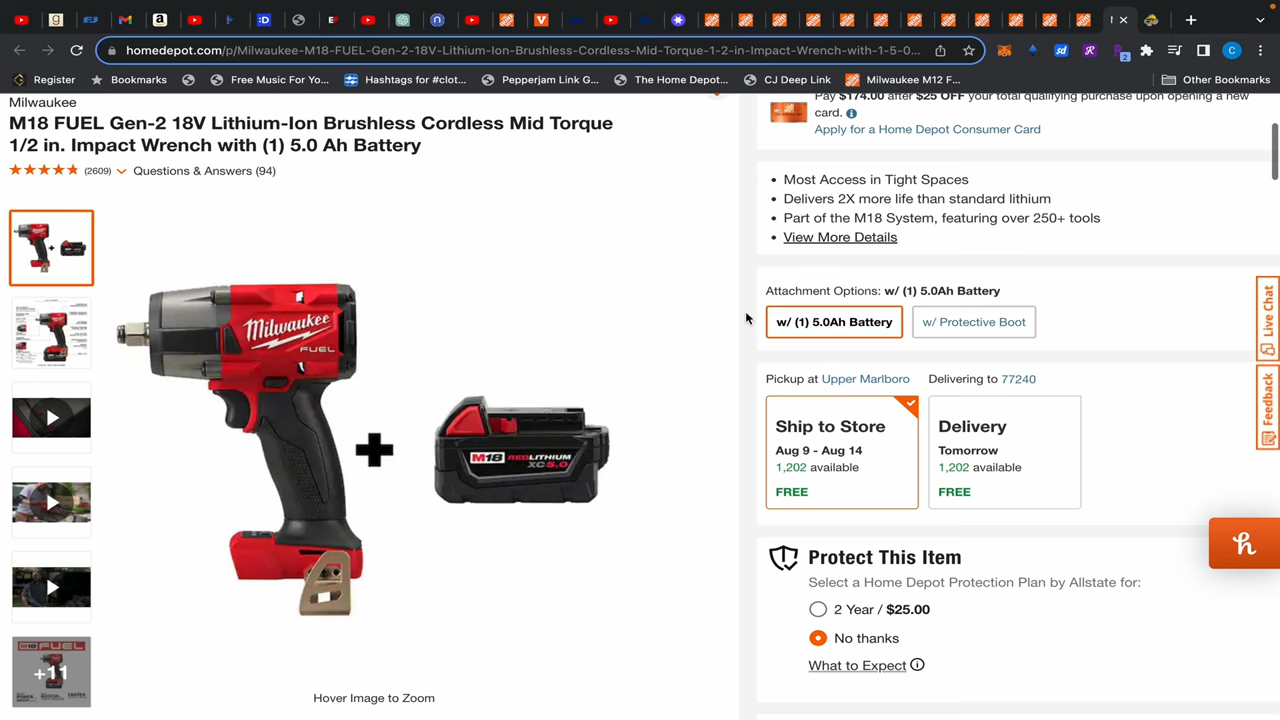 homedepot.com/p/Milwaukee-M18-FUEL-Gen-2-18V-Lithium-Ion-Brushless-Cordless-Mid-Torque-1-2-in-Impact-Wrench-with-1-5-0...
Register
Bookmarks
Free Music For Yo...
Hashtags for #clot...
Pepperjam Link G...
The Home Depot...
CJ Deep Link
Milwaukee M12 F...
Other Bookmarks
Milwaukee
M18 FUEL Gen-2 18V Lithium-Ion Brushless Cordless Mid Torque
1/2 in. Impact Wrench with (1) 5.0 Ah Battery
(2609)
Questions & Answers (94)
Milwaukee
FUEL
M18 REDLITHIUM
XC5.0
M18 FUEL
+11
Hover Image to Zoom
Pay $174.00 after $25 OFF your total qualifying purchase upon opening a new
card.
Apply for a Home Depot Consumer Card
• Most Access in Tight Spaces
• Delivers 2X more life than standard lithium
• Part of the M18 System, featuring over 250+ tools
• View More Details
Attachment Options: w/ (1) 5.0Ah Battery
w/ (1) 5.0Ah Battery
w/ Protective Boot
Pickup at Upper Marlboro
Delivering to 77240
Ship to Store
Aug 9 - Aug 14
1,202 available
FREE
Delivery
Tomorrow
1,202 available
FREE
Protect This Item
Select a Home Depot Protection Plan by Allstate for:
2 Year / $25.00
No thanks
What to Expect
Live Chat
Feedback